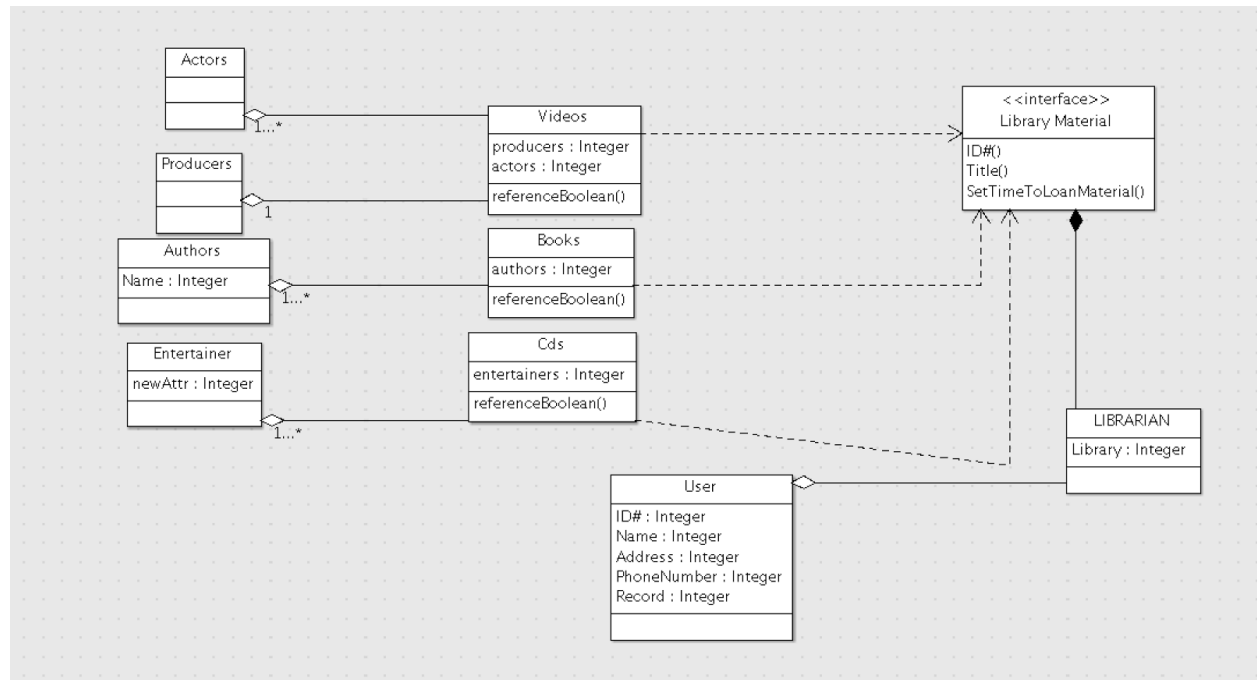 Actors
1...*
Producers
1
Authors
Name : Integer
1...*
Entertainer
newAttr : Integer
1...*
Videos
producers : Integer
actors : Integer
referenceBoolean()
Books
authors : Integer
referenceBoolean()
Cds
entertainers : Integer
referenceBoolean()
<<interface>>
Library Material
ID#()
Title()
SetTimeToLoanMaterial()
LIBRARIAN
Library : Integer
User
ID# : Integer
Name : Integer
Address : Integer
PhoneNumber : Integer
Record : Integer